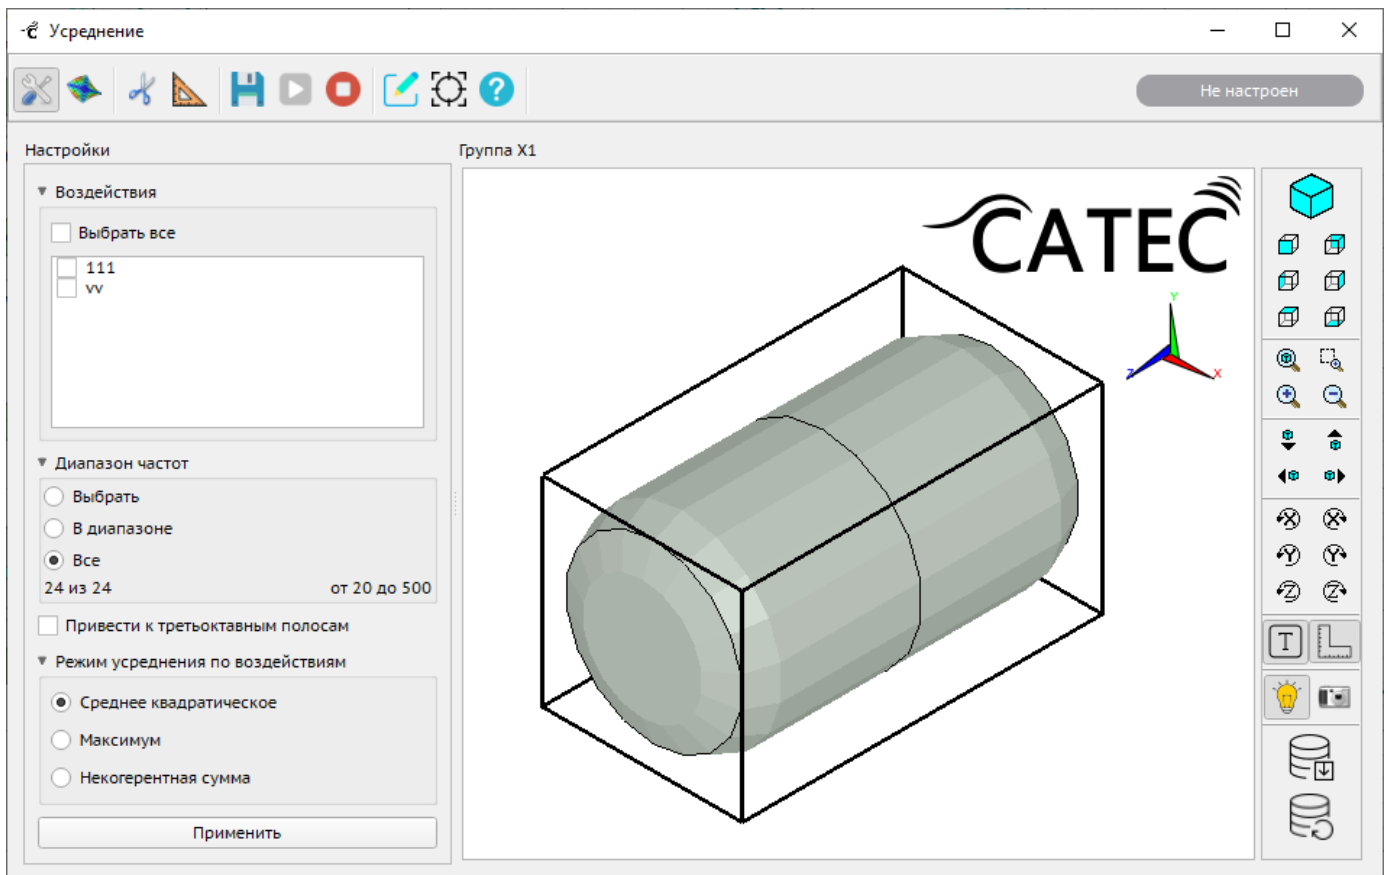 Усреднение
Не настроен
Настройки
Группа X1
Воздействия
Выбрать все
111
vv
Диапазон частот
Выбрать
В диапазоне
Все
24 из 24 от 20 до 500
Привести к третьоктавным полосам
Режим усреднения по воздействиям
Среднее квадратическое
Максимум
Некогерентная сумма
Применить
CATEC
Y
Z X
X X
Y Y
Z Z
T